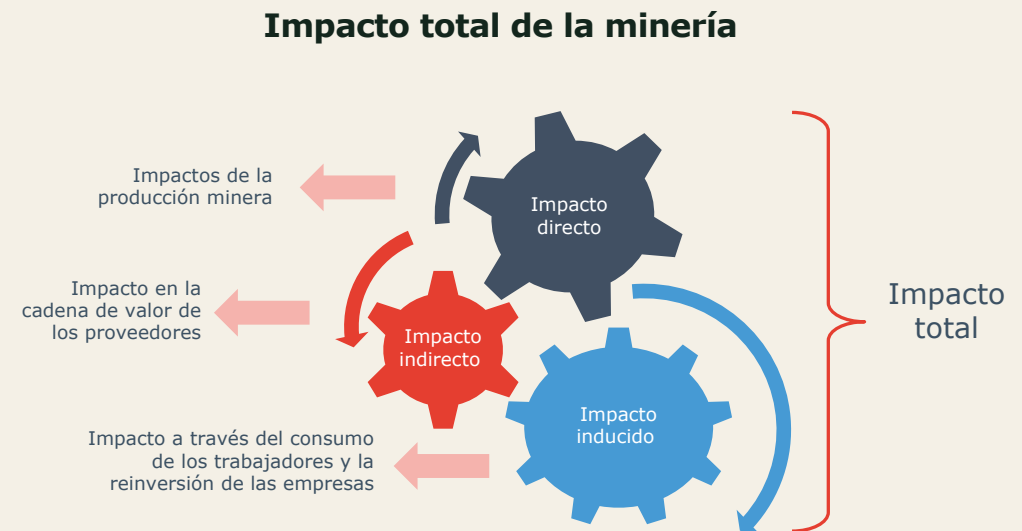 Impacto total de la minería
Impactos de la
producción minera
Impacto
directo
Impacto en la
cadena de valor de
los proveedores
Impacto
indirecto
Impacto
total
Impacto a través del consumo
de los trabajadores y la
reinversión de las empresas
Impacto
inducido